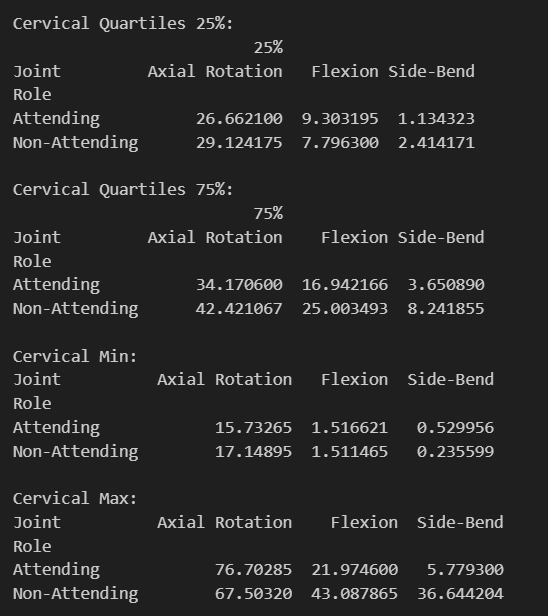 Cervical Quartiles 25%:
25%
Joint Axial Rotation Flexion Side-Bend
Role
Attending 26.662100 9.303195 1.134323
Non-Attending 29.124175 7.796300 2.414171
Cervical Quartiles 75%:
75%
Joint Axial Rotation Flexion Side-Bend
Role
Attending 34.170600 16.942166 3.650890
Non-Attending 42.421067 25.003493 8.241855
Cervical Min:
Joint Axial Rotation Flexion Side-Bend
Role
Attending 15.73265 1.516621 0.529956
Non-Attending 17.14895 1.511465 0.235599
Cervical Max:
Joint Axial Rotation Flexion Side-Bend
Role
Attending 76.70285 21.974600 5.779300
Non-Attending 67.50320 43.087865 36.644204